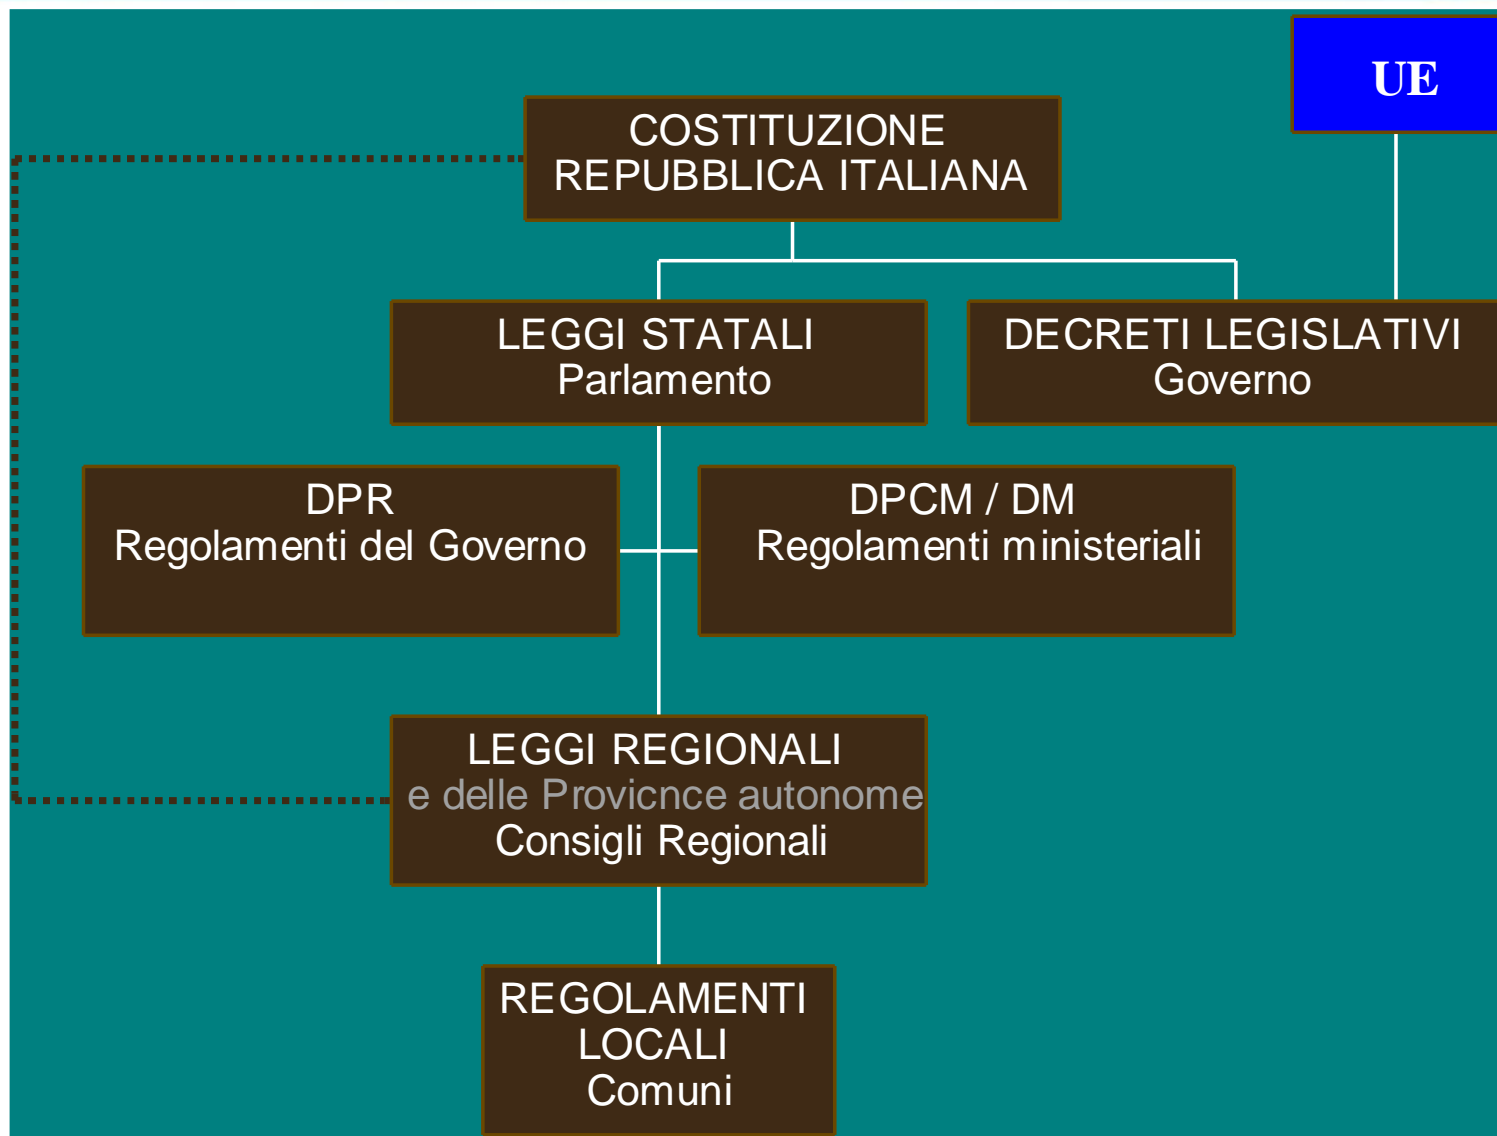 UE
COSTITUZIONE
REPUBBLICA ITALIANA
LEGGI STATALI
Parlamento
DECRETI LEGISLATIVI
Governo
DPR
Regolamenti del Governo
DPCM / DM
Regolamenti ministeriali
LEGGI REGIONALI
e delle Provicnce autonome
Consigli Regionali
REGOLAMENTI
LOCALI
Comuni